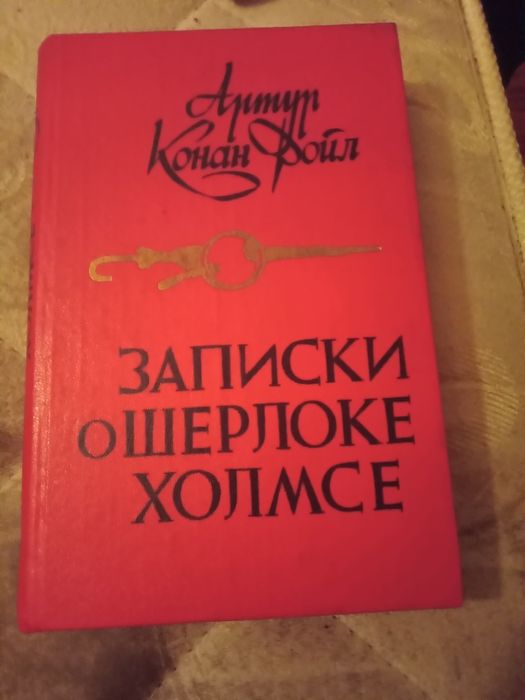 Артур
Конан Дойл
ЗАПИСКИ
О ШЕРЛОКЕ
ХОЛМСЕ